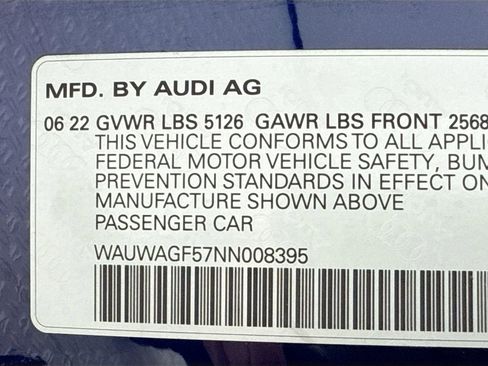 MFD. BY AUDI AG
06 22 GVWR LBS 5126 GAWR LBS FRONT 2568
THIS VEHICLE CONFORMS TO ALL APPLI
FEDERAL MOTOR VEHICLE SAFETY, BUM
PREVENTION STANDARDS IN EFFECT ON
MANUFACTURE SHOWN ABOVE
PASSENGER CAR
WAUWAGF57NN008395